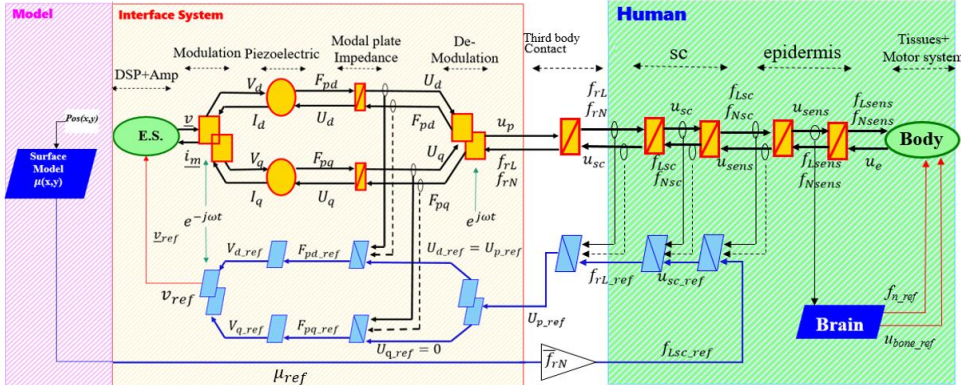 Model
Interface System
Human
DSP+Amp
Modulation
Piezoelectric
Modal plate
Impedance
De-
Modulation
Third body
Contact
sc
epidermis
Tissues+
Motor system
Pos(x,y)
Surface
Model
μ(x,y)
E.S.
v
i_m
V_d
I_d
F_pd
U_d
U_d
F_pd
V_q
I_q
F_pq
U_q
U_q
F_pq
u_p
f_rL
f_rN
f_rL
f_rN
u_sc
u_sc
f_Lsc
f_Nsc
f_Lsc
f_Nsc
u_sens
u_sens
f_Lsens
f_Nsens
f_Lsens
f_Nsens
u_e
Body
e^{-jωt}
e^{jωt}
v_ref
v_ref
V_d_ref
F_pd_ref
U_d_ref = U_p_ref
V_q_ref
F_pq_ref
U_q_ref = 0
U_p_ref
f_rL_ref
u_sc_ref
f_Lsc_ref
f_rN
μ_ref
Brain
f_n_ref
u_bone_ref